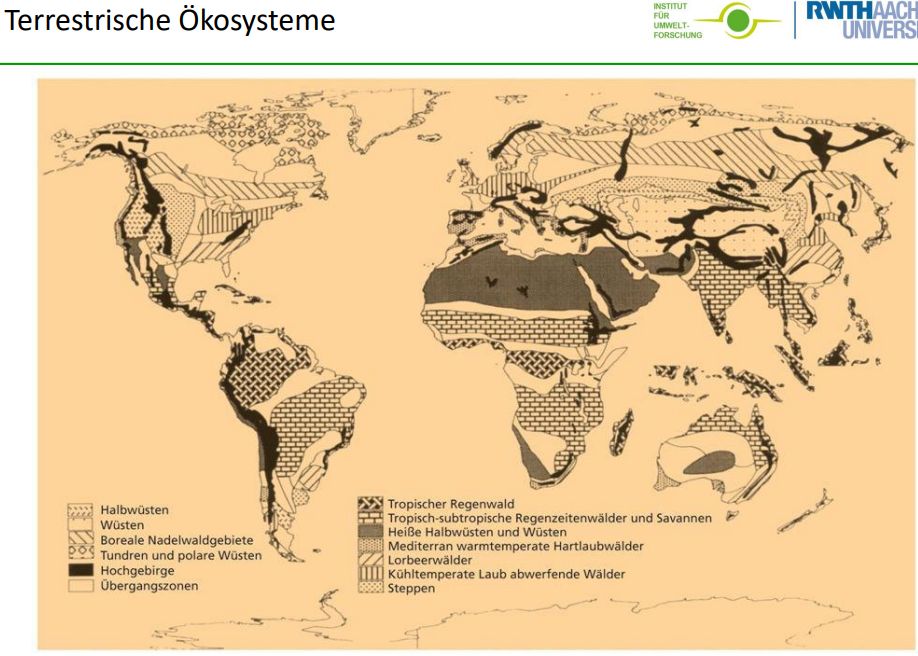 Terrestrische Ökosysteme
INSTITUT
FÜR
UMWELT-
FORSCHUNG
RWTHAACH
UNIVERSI
Halbwüsten
Wüsten
Boreale Nadelwaldgebiete
Tundren und polare Wüsten
Hochgebirge
Übergangszonen
Tropischer Regenwald
Tropisch-subtropische Regenzeitenwälder und Savannen
Heiße Halbwüsten und Wüsten
Mediterran warmtemperate Hartlaubwälder
Lorbeerwälder
Kühltemperate Laub abwerfende Wälder
Steppen